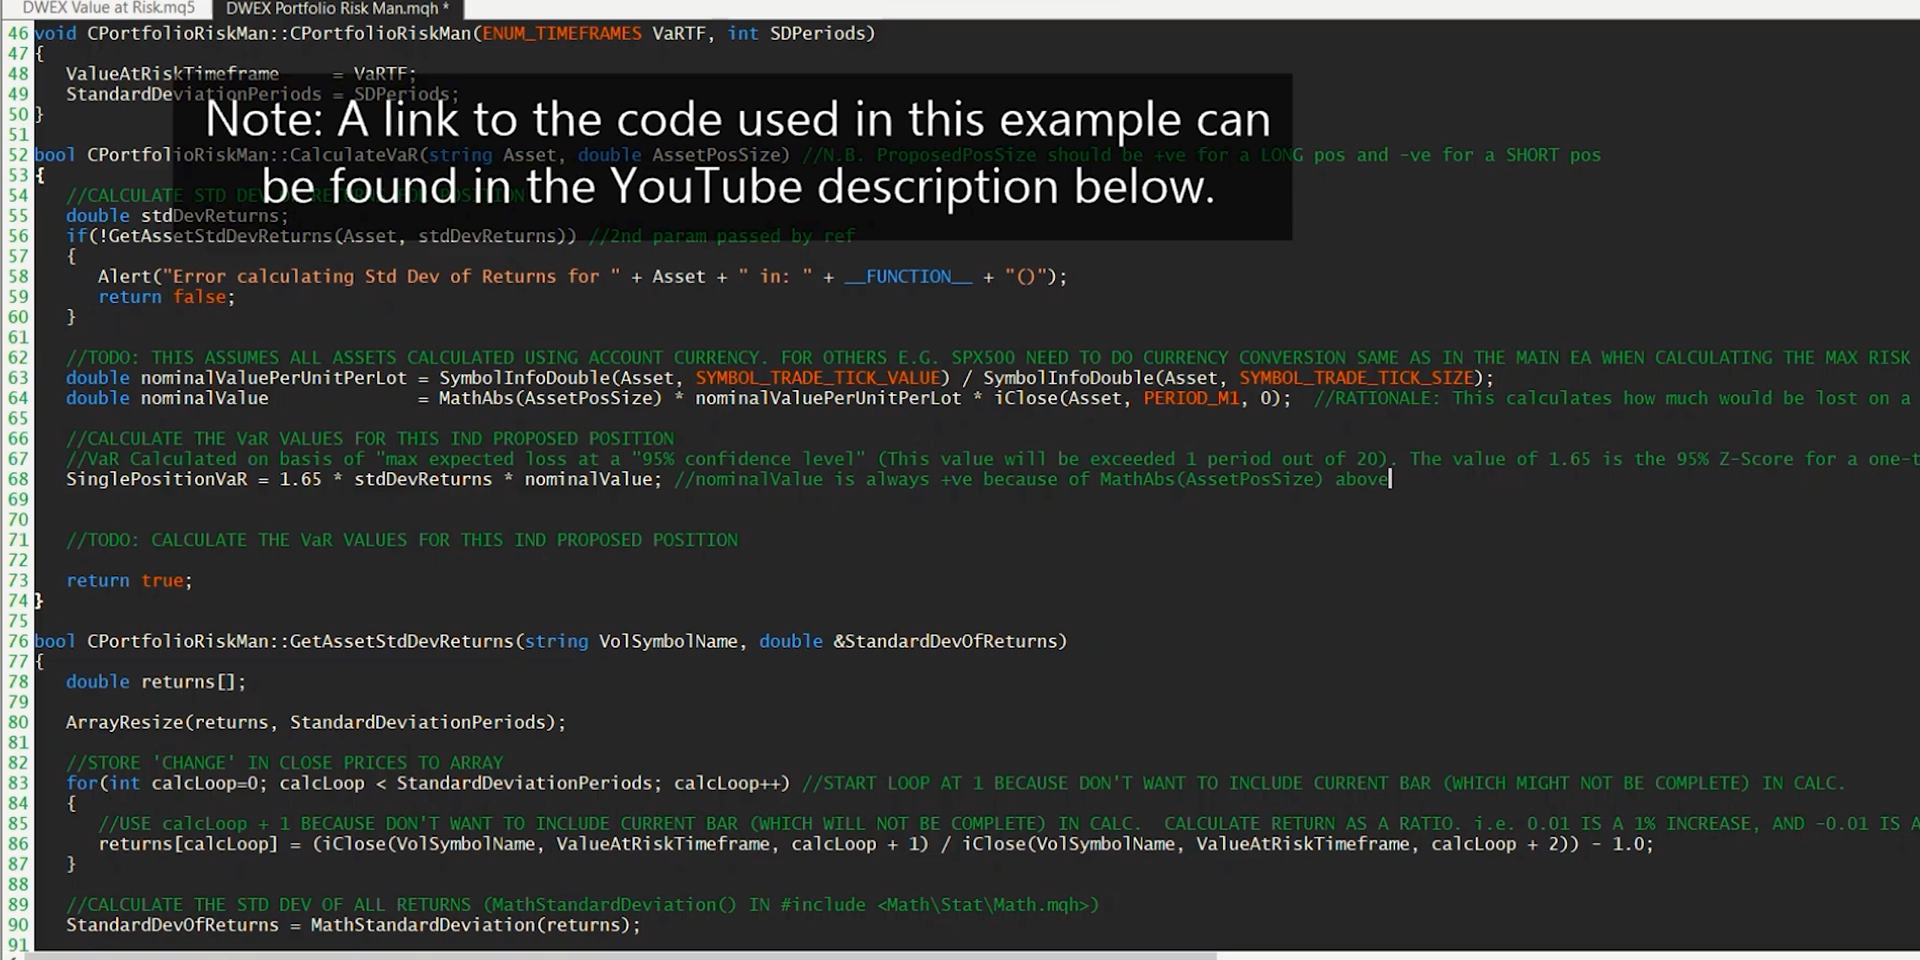 DWEX Value at Risk.mq5 DWEX Portfolio Risk Man.mqh *
46 void CPortfolioRiskMan::CPortfolioRiskMan(ENUM_TIMEFRAMES VaRTF, int SDPeriods)
47 {
48 ValueAtRiskTimeframe = VaRTF;
49 StandardDeviationPeriods = SDPeriods;
50 }
Note: A link to the code used in this example can
be found in the YouTube description below.
51
52 bool CPortfolioRiskMan::CalculateVaR(string Asset, double AssetPosSize) //N.B. ProposedPosSize should be +ve for a LONG pos and -ve for a SHORT pos
53 {
54 //CALCULATE STD DEV OF RETURNS FOR POSITION
55 double stdDevReturns;
56 if(!GetAssetStdDevReturns(Asset, stdDevReturns)) //2nd param passed by ref
57 {
58 Alert("Error calculating Std Dev of Returns for " + Asset + " in: " + __FUNCTION__ + "()");
59 return false;
60 }
61
62 //TODO: THIS ASSUMES ALL ASSETS CALCULATED USING ACCOUNT CURRENCY. FOR OTHERS E.G. SPX500 NEED TO DO CURRENCY CONVERSION SAME AS IN THE MAIN EA WHEN CALCULATING THE MAX RISK
63 double nominalValuePerUnitPerLot = SymbolInfoDouble(Asset, SYMBOL_TRADE_TICK_VALUE) / SymbolInfoDouble(Asset, SYMBOL_TRADE_TICK_SIZE);
64 double nominalValue = MathAbs(AssetPosSize) * nominalValuePerUnitPerLot * iClose(Asset, PERIOD_M1, 0); //RATIONALE: This calculates how much would be lost on a
65
66 //CALCULATE THE VaR VALUES FOR THIS IND PROPOSED POSITION
67 //VaR Calculated on basis of "max expected loss at a "95% confidence level" (This value will be exceeded 1 period out of 20). The value of 1.65 is the 95% Z-Score for a one-t
68 SinglePositionVaR = 1.65 * stdDevReturns * nominalValue; //nominalValue is always +ve because of MathAbs(AssetPosSize) above
69
70
71 //TODO: CALCULATE THE VaR VALUES FOR THIS IND PROPOSED POSITION
72
73 return true;
74 }
75
76 bool CPortfolioRiskMan::GetAssetStdDevReturns(string VolSymbolName, double &StandardDevOfReturns)
77 {
78 double returns[];
79
80 ArrayResize(returns, StandardDeviationPeriods);
81
82 //STORE 'CHANGE' IN CLOSE PRICES TO ARRAY
83 for(int calcLoop=0; calcLoop < StandardDeviationPeriods; calcLoop++) //START LOOP AT 1 BECAUSE DON'T WANT TO INCLUDE CURRENT BAR (WHICH MIGHT NOT BE COMPLETE) IN CALC.
84 {
85 //USE calcLoop + 1 BECAUSE DON'T WANT TO INCLUDE CURRENT BAR (WHICH WILL NOT BE COMPLETE) IN CALC. CALCULATE RETURN AS A RATIO. i.e. 0.01 IS A 1% INCREASE, AND -0.01 IS A
86 returns[calcLoop] = (iClose(VolSymbolName, ValueAtRiskTimeframe, calcLoop + 1) / iClose(VolSymbolName, ValueAtRiskTimeframe, calcLoop + 2)) - 1.0;
87 }
88
89 //CALCULATE THE STD DEV OF ALL RETURNS (MathStandardDeviation() IN #include <Math\Stat\Math.mqh>)
90 StandardDevOfReturns = MathStandardDeviation(returns);
91